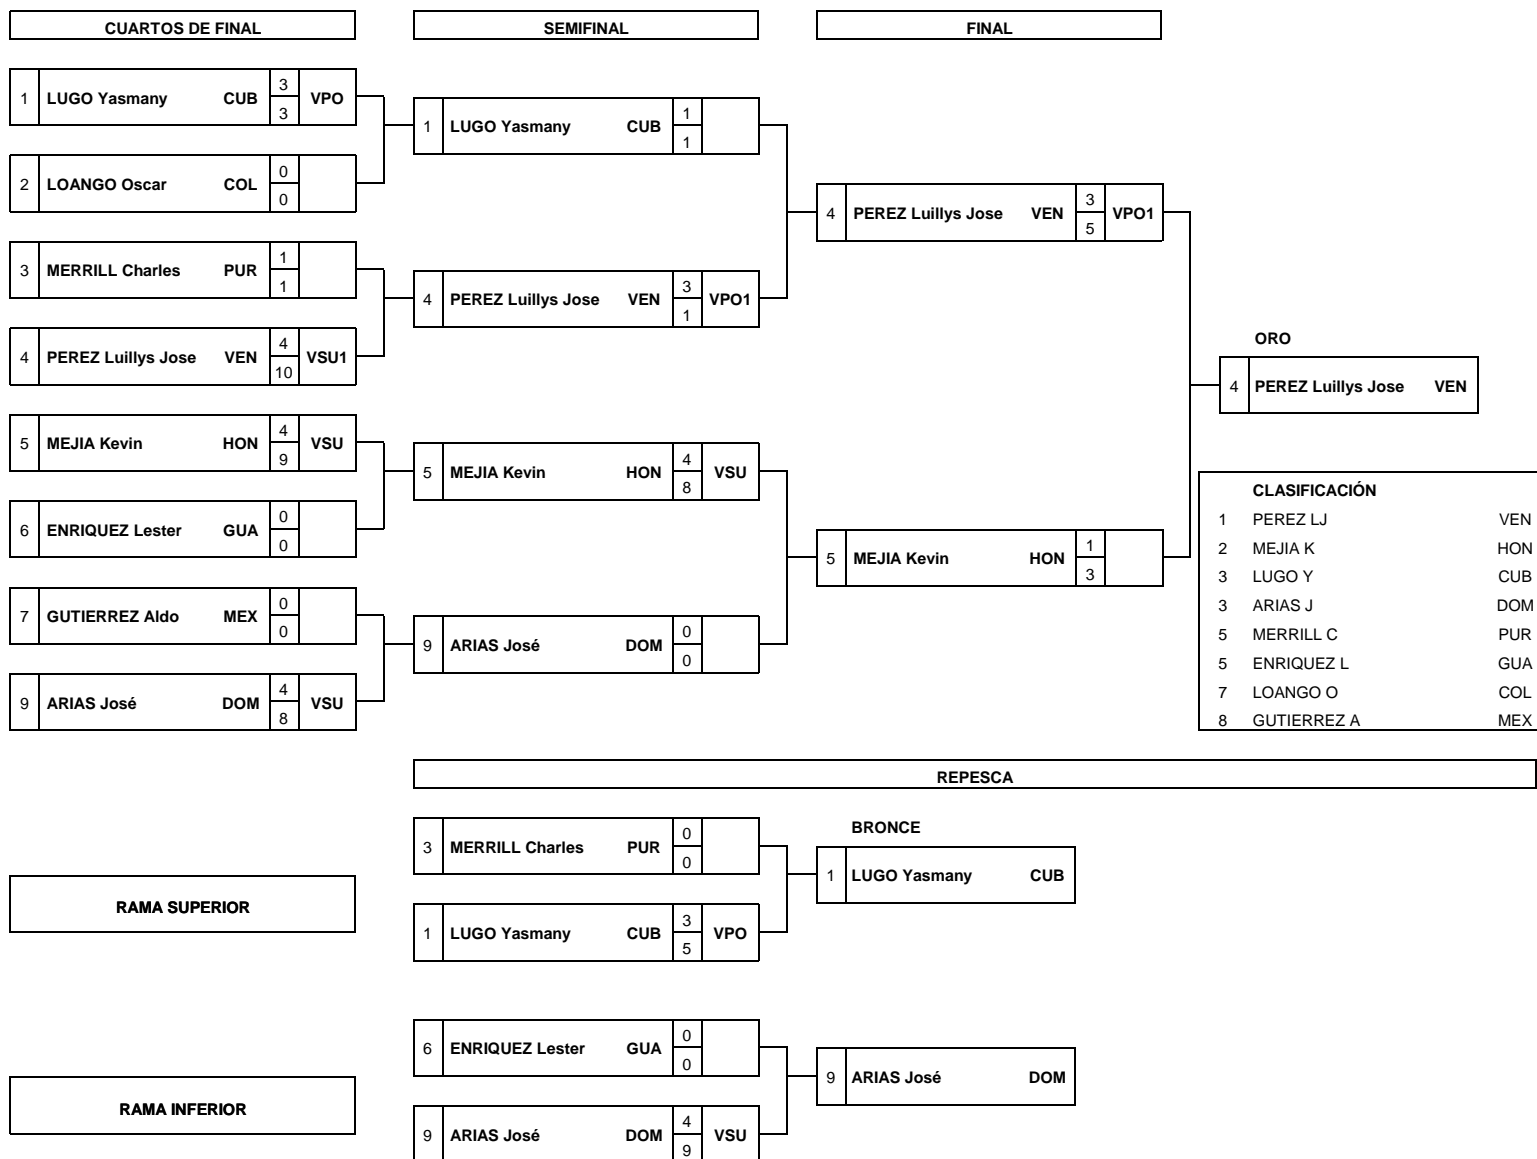 CUARTOS DE FINAL
SEMIFINAL
FINAL
1 LUGO Yasmany CUB 3 3 VPO
2 LOANGO Oscar COL 0 0
3 MERRILL Charles PUR 1 1
4 PEREZ Luillys Jose VEN 4 10 VSU1
5 MEJIA Kevin HON 4 9 VSU
6 ENRIQUEZ Lester GUA 0 0
7 GUTIERREZ Aldo MEX 0 0
9 ARIAS José DOM 4 8 VSU
1 LUGO Yasmany CUB 1 1
4 PEREZ Luillys Jose VEN 3 1 VPO1
5 MEJIA Kevin HON 4 8 VSU
9 ARIAS José DOM 0 0
4 PEREZ Luillys Jose VEN 3 5 VPO1
5 MEJIA Kevin HON 1 3
ORO
4 PEREZ Luillys Jose VEN
CLASIFICACIÓN
1 PEREZ LJ VEN
2 MEJIA K HON
3 LUGO Y CUB
3 ARIAS J DOM
5 MERRILL C PUR
5 ENRIQUEZ L GUA
7 LOANGO O COL
8 GUTIERREZ A MEX
REPESCA
RAMA SUPERIOR
3 MERRILL Charles PUR 0 0
1 LUGO Yasmany CUB 3 5 VPO
BRONCE
1 LUGO Yasmany CUB
RAMA INFERIOR
6 ENRIQUEZ Lester GUA 0 0
9 ARIAS José DOM 4 9 VSU
9 ARIAS José DOM